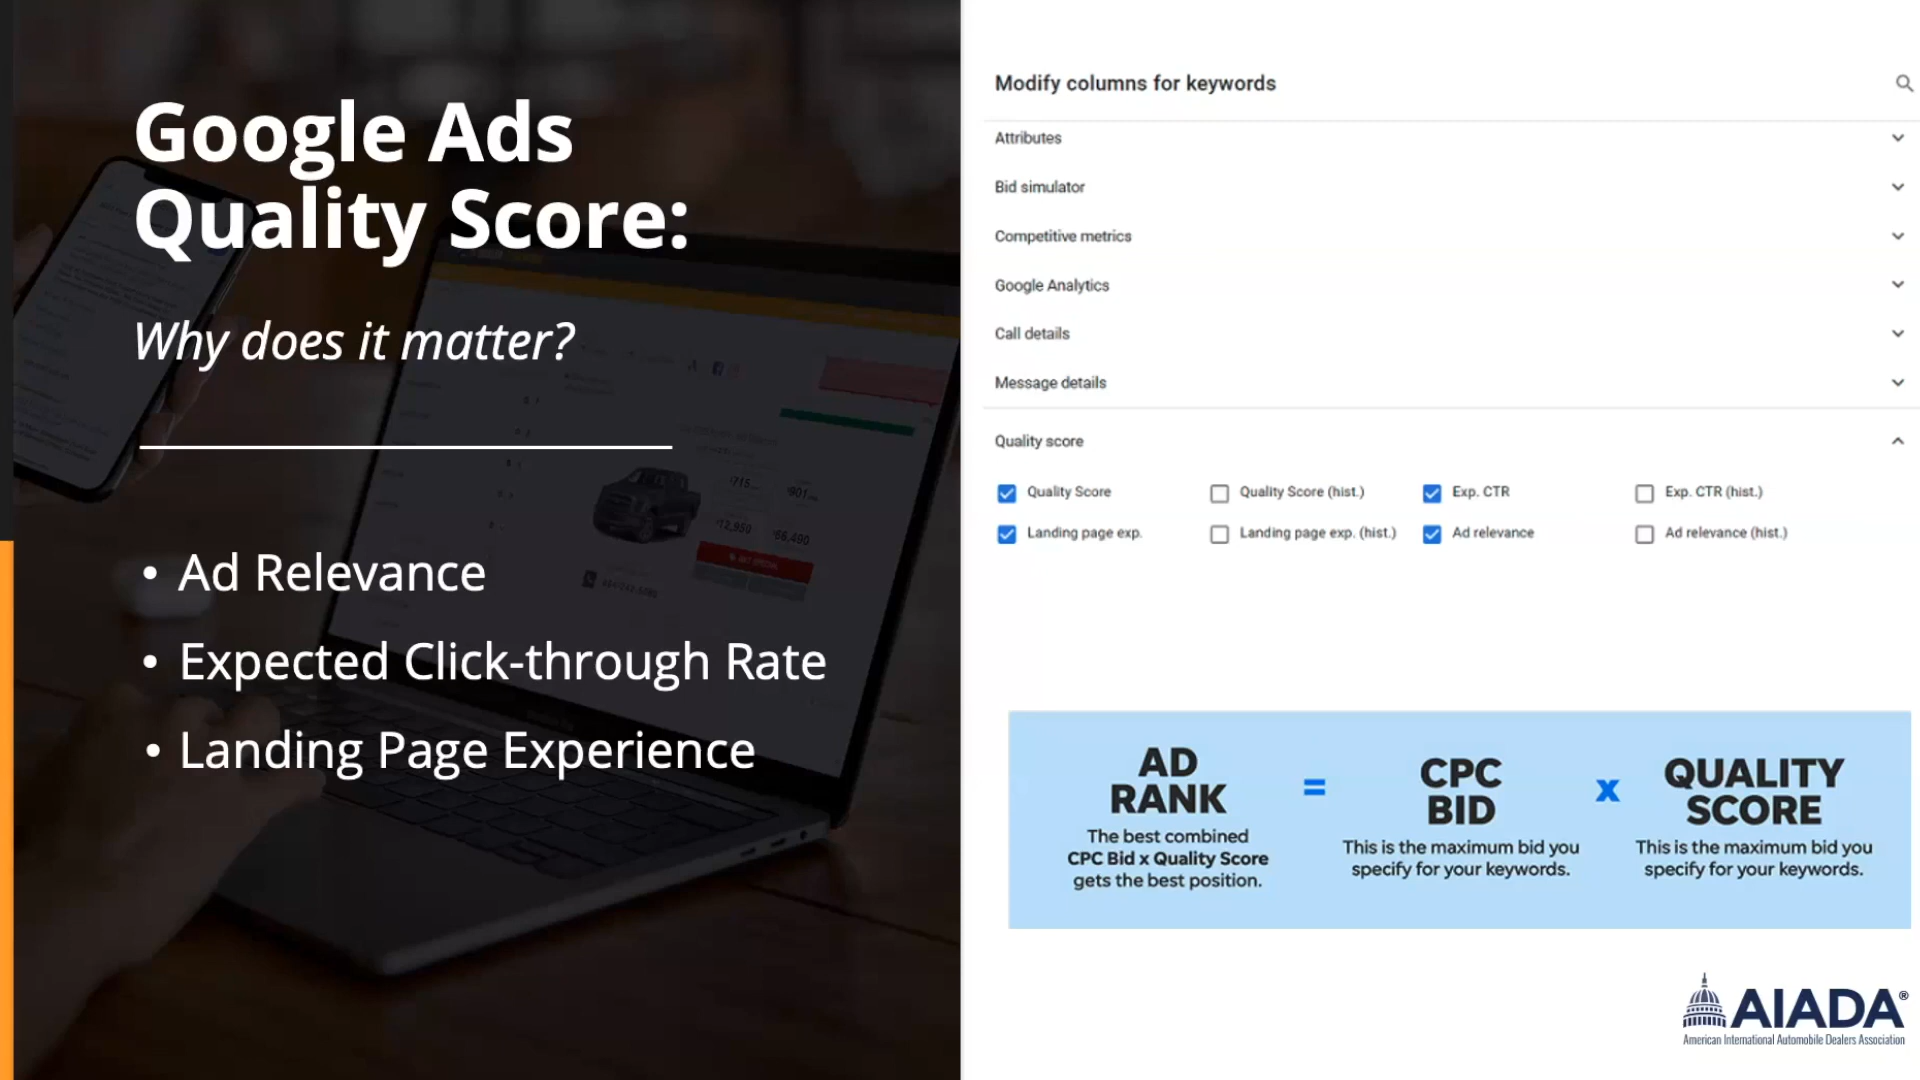 Google Ads
Quality Score:
Why does it matter?
• Ad Relevance
• Expected Click-through Rate
• Landing Page Experience
Modify columns for keywords
Attributes
Bid simulator
Competitive metrics
Google Analytics
Call details
Message details
Quality score
Quality Score
Quality Score (hist.)
Exp. CTR
Exp. CTR (hist.)
Landing page exp.
Landing page exp. (hist.)
Ad relevance
Ad relevance (hist.)
AD
RANK
The best combined
CPC Bid x Quality Score
gets the best position.
=
CPC
BID
This is the maximum bid you
specify for your keywords.
x
QUALITY
SCORE
This is the maximum bid you
specify for your keywords.
AIADA®
American International Automobile Dealers Association